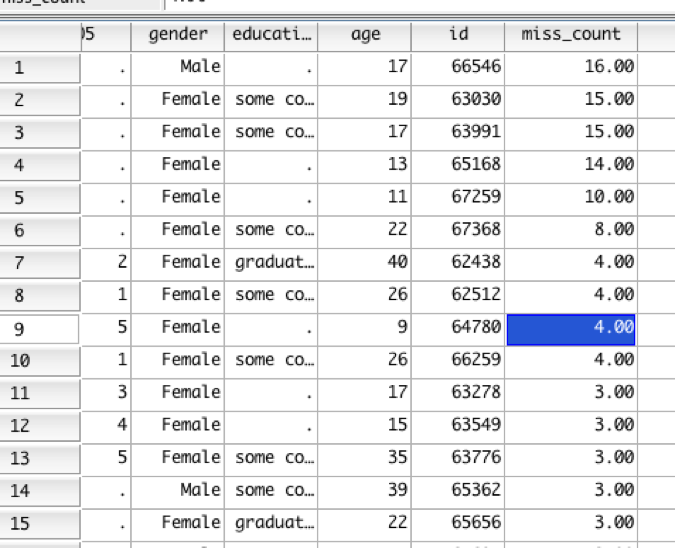 miss_count
05 gender educati… age id miss_count
1 . Male . 17 66546 16.00
2 . Female some co… 19 63030 15.00
3 . Female some co… 17 63991 15.00
4 . Female . 13 65168 14.00
5 . Female . 11 67259 10.00
6 . Female some co… 22 67368 8.00
7 2 Female graduat… 40 62438 4.00
8 1 Female some co… 26 62512 4.00
9 5 Female . 9 64780 4.00
10 1 Female some co… 26 66259 4.00
11 3 Female . 17 63278 3.00
12 4 Female . 15 63549 3.00
13 5 Female some co… 35 63776 3.00
14 . Male some co… 39 65362 3.00
15 . Female graduat… 22 65656 3.00